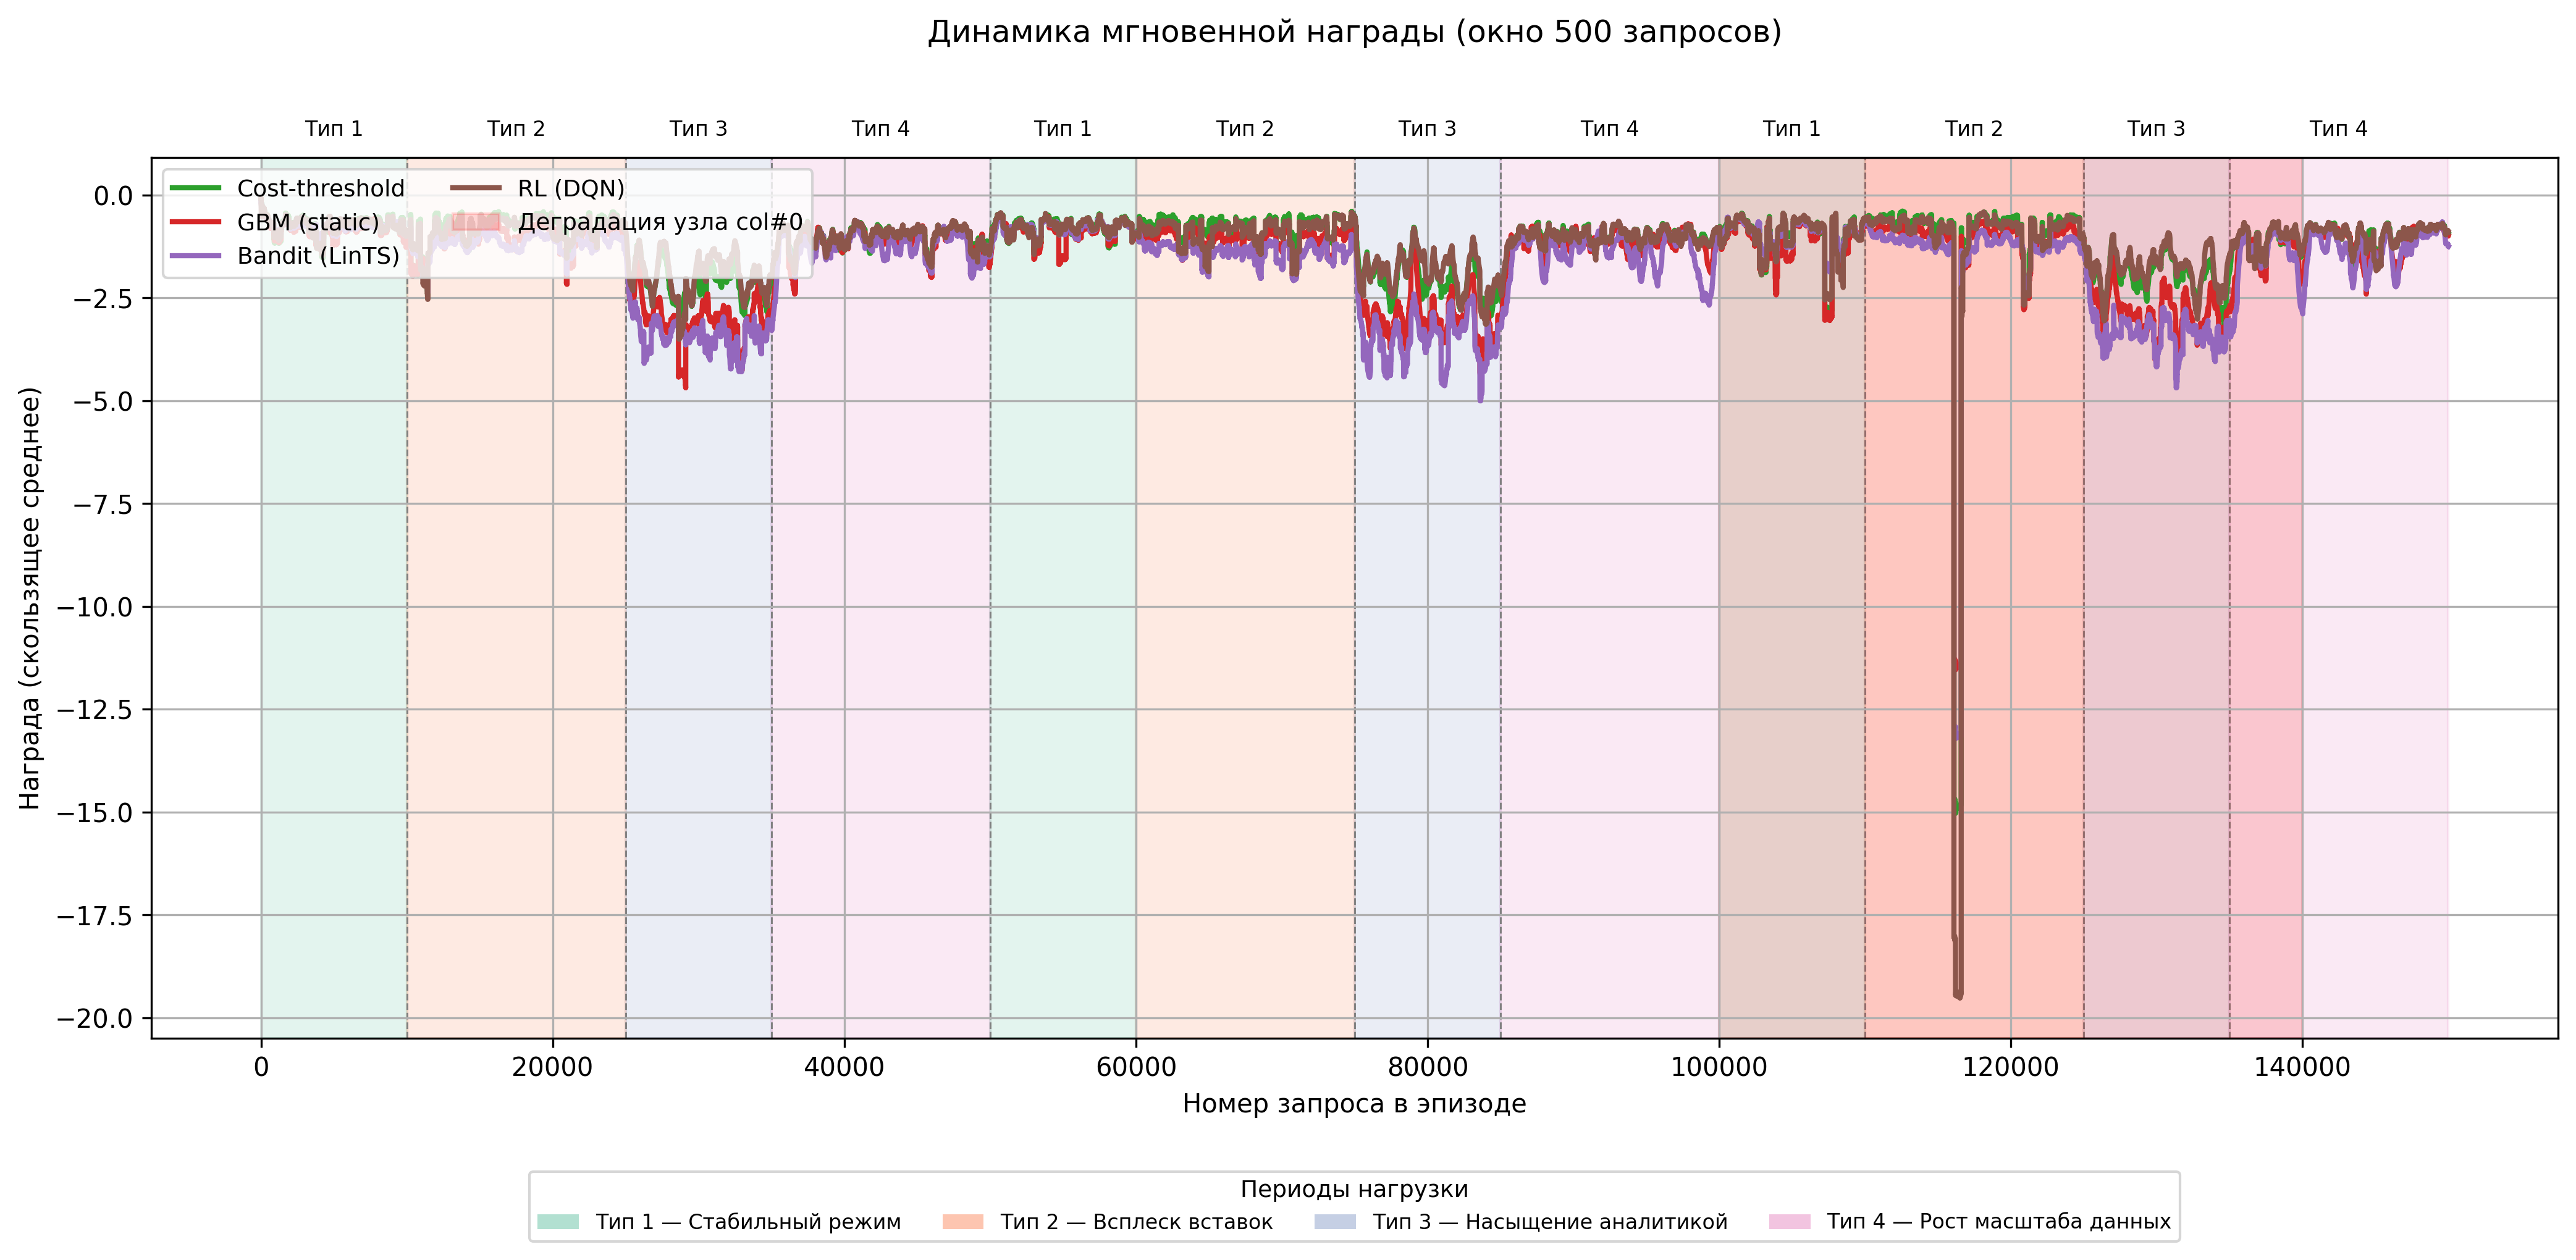 Динамика мгновенной награды (окно 500 запросов)
Тип 1 Тип 2 Тип 3 Тип 4 Тип 1 Тип 2 Тип 3 Тип 4 Тип 1 Тип 2 Тип 3 Тип 4
Cost-threshold
GBM (static)
Bandit (LinTS)
RL (DQN)
Деградация узла col#0
0.0
−2.5
−5.0
−7.5
−10.0
−12.5
−15.0
−17.5
−20.0
Награда (скользящее среднее)
0 20000 40000 60000 80000 100000 120000 140000
Номер запроса в эпизоде
Периоды нагрузки
Тип 1 — Стабильный режим Тип 2 — Всплеск вставок Тип 3 — Насыщение аналитикой Тип 4 — Рост масштаба данных